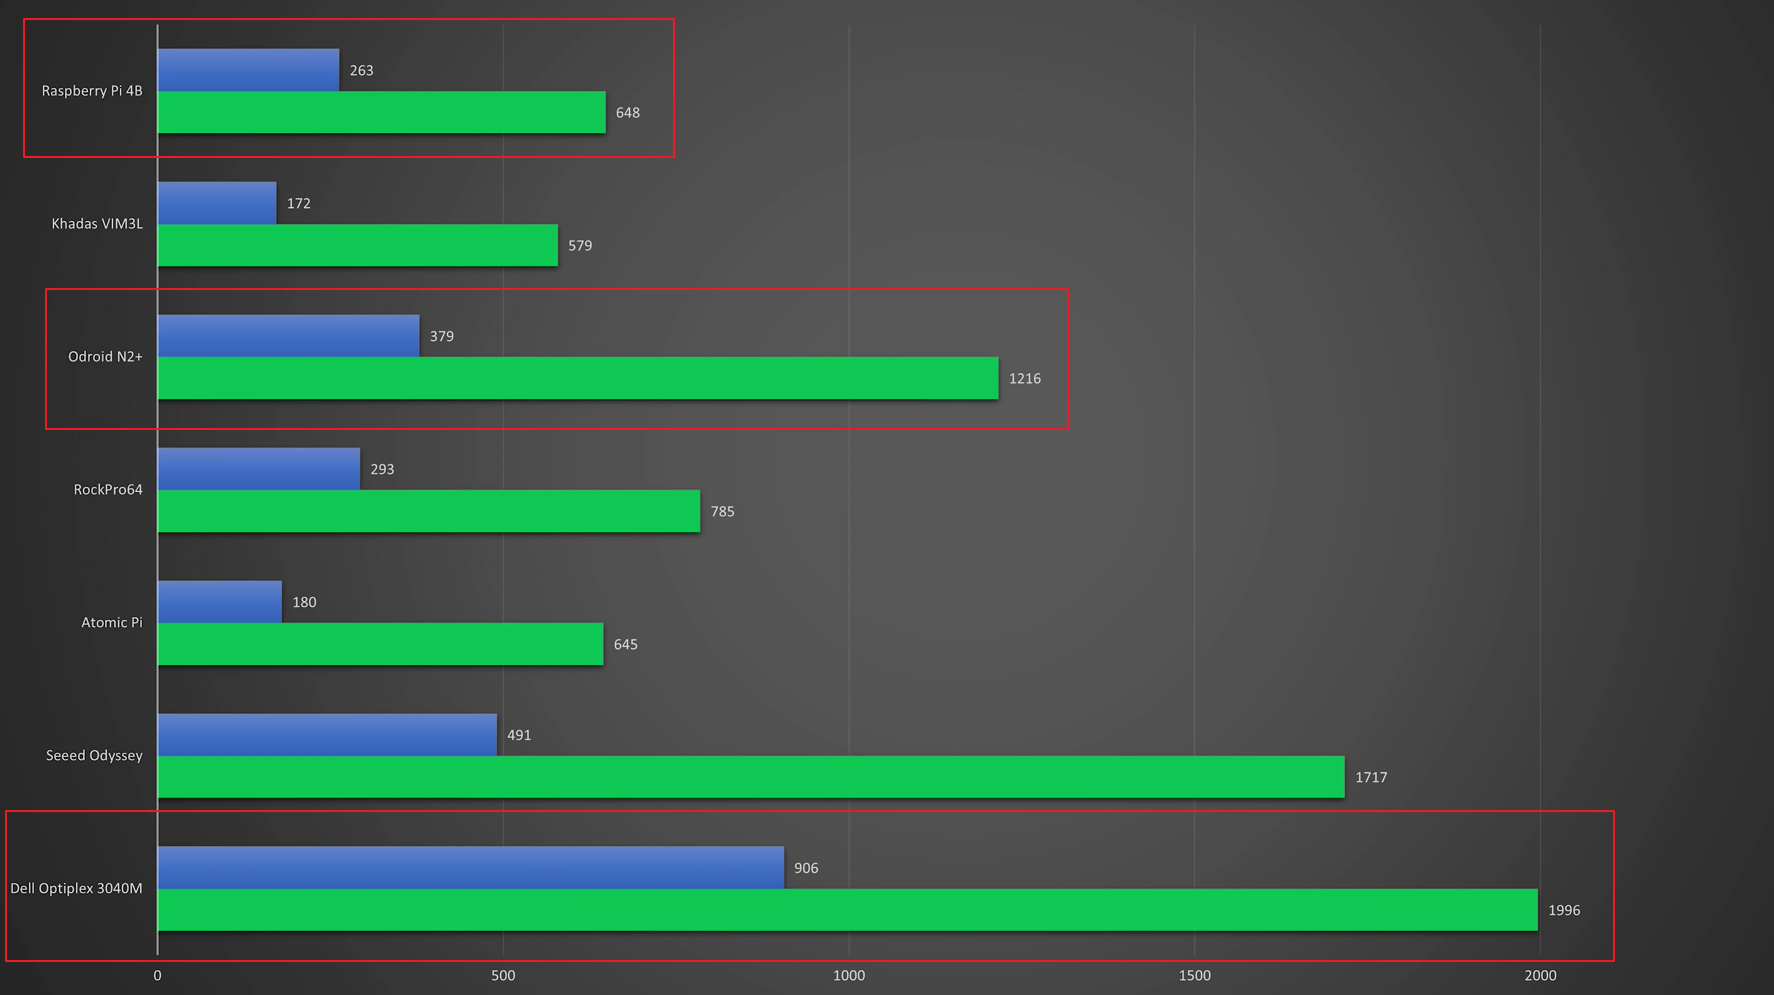 263
Raspberry Pi 4B
648
172
Khadas VIM3L
579
379
Odroid N2+
1216
293
RockPro64
785
180
Atomic Pi
645
491
Seeed Odyssey
1717
906
Dell Optiplex 3040M
1996
0 500 1000 1500 2000